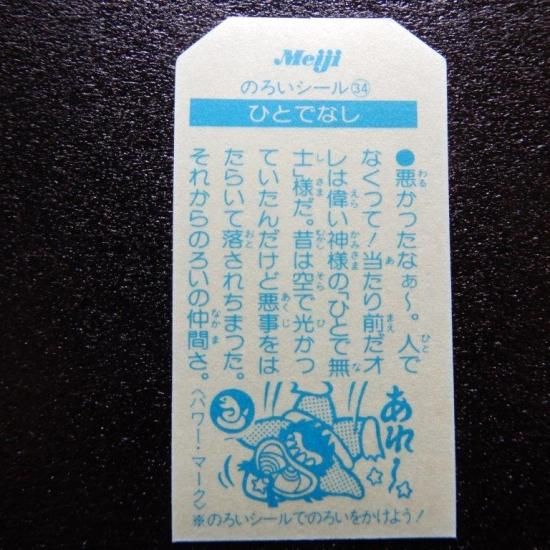 Meiji
のろいシール㉞
ひとでなし
●悪かったなぁ〜。人で
なくって!当たり前だオ
レは偉い神様の「ひとで無
士」様だ。昔は空で光かっ
ていたんだけど悪事をは
たらいて落されちまった。
それからのろいの仲間さ。
あれ〜
〈パワー・マーク〉
※のろいシールでのろいをかけよう!